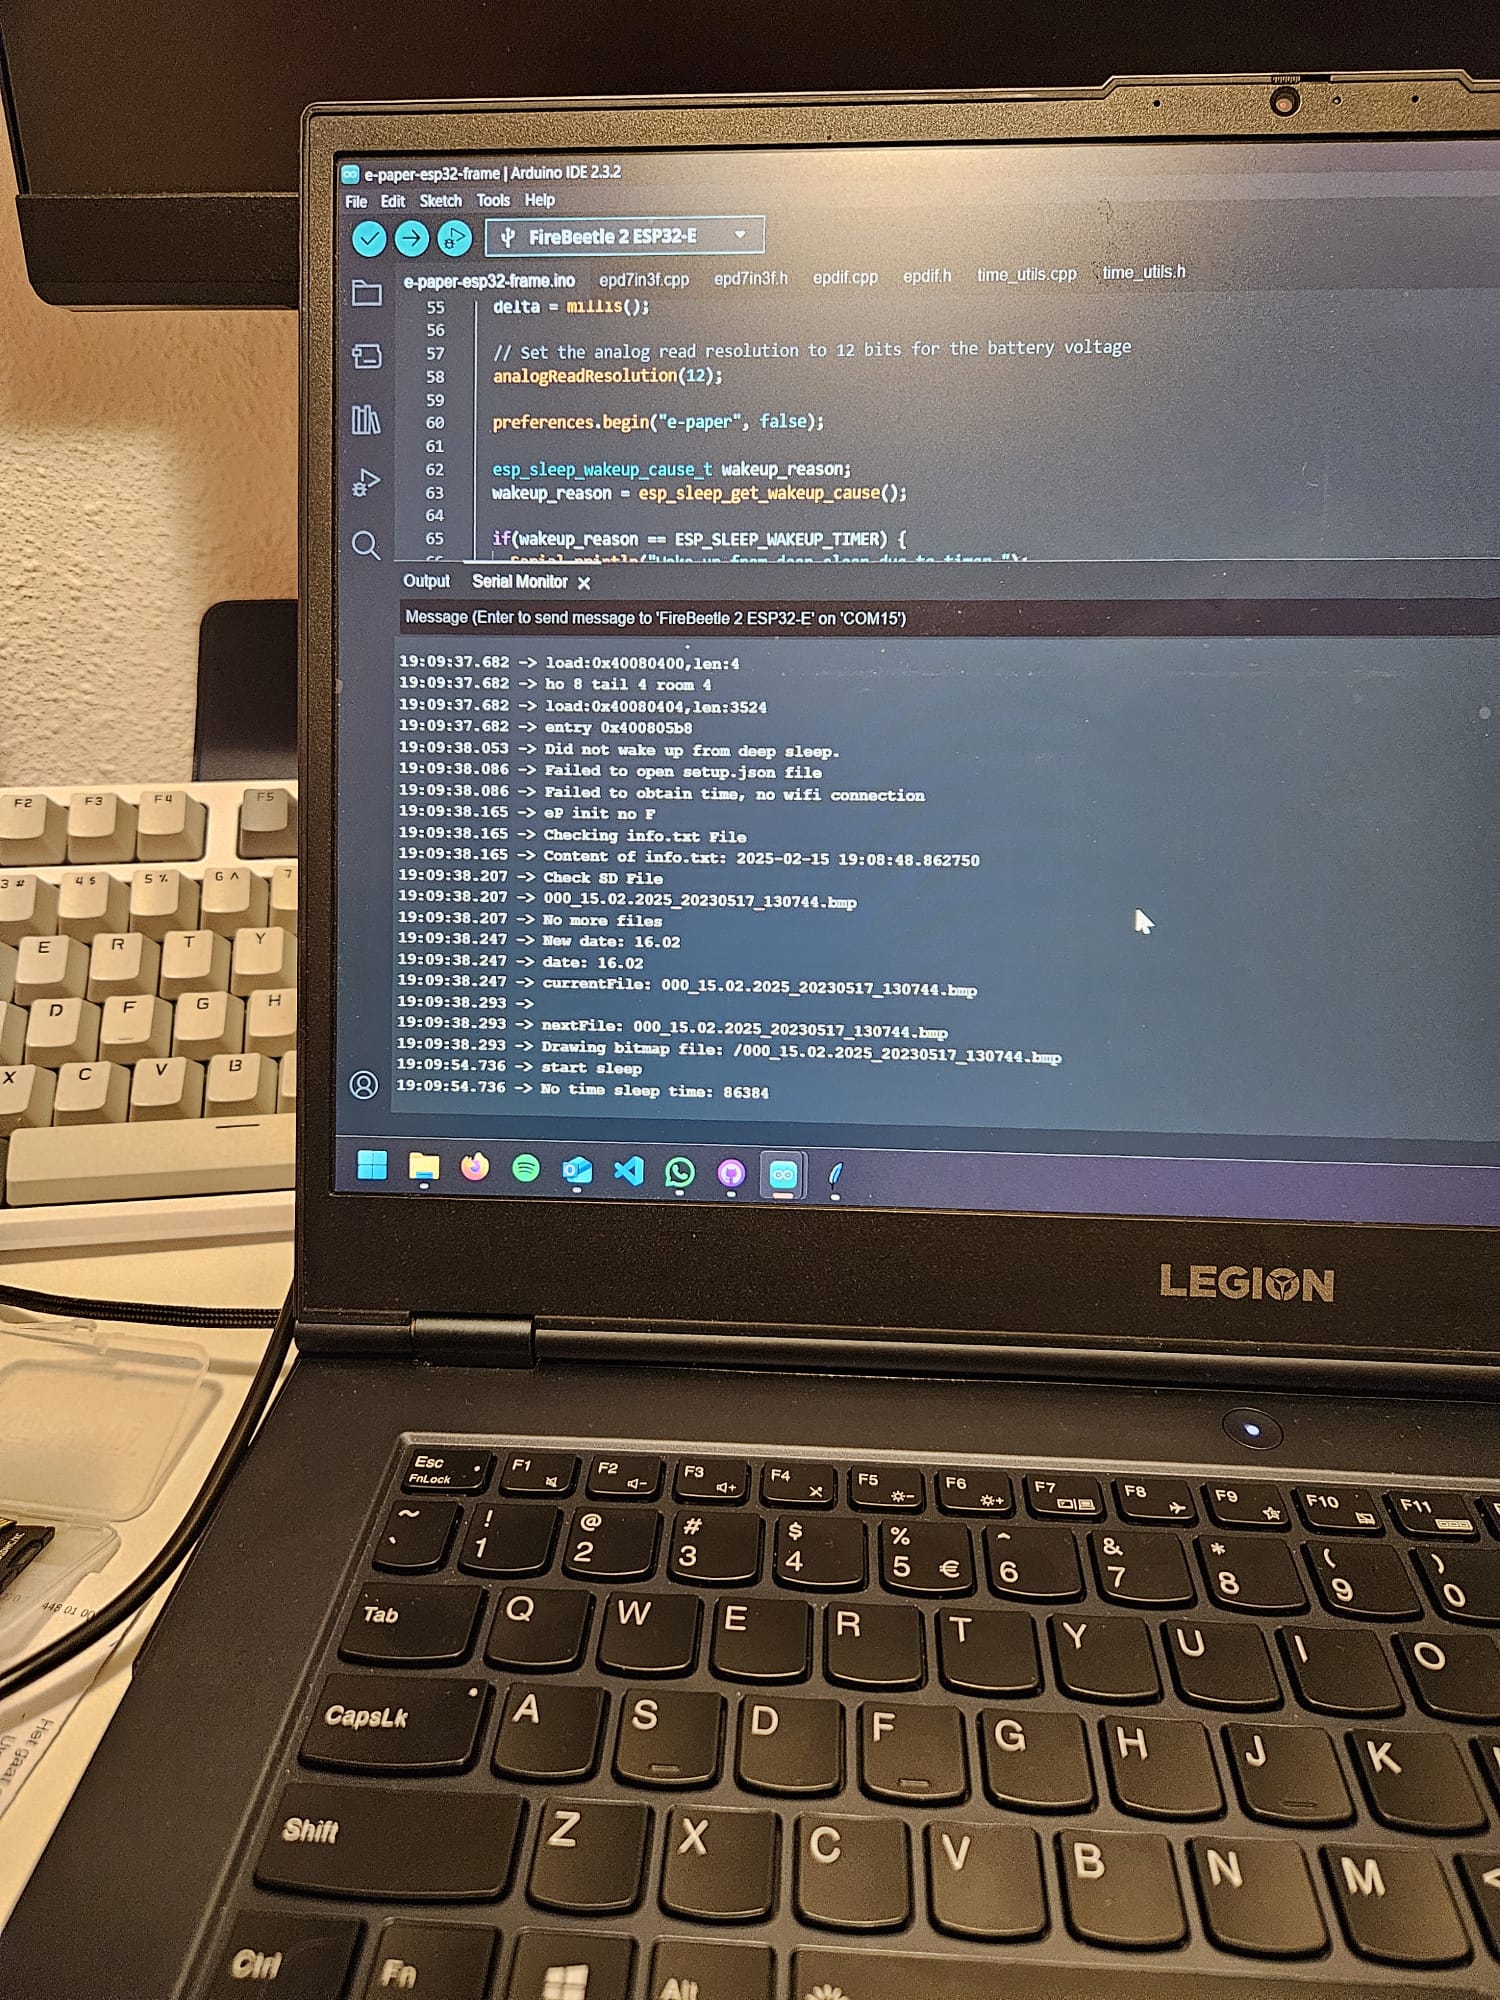 e-paper-esp32-frame | Arduino IDE 2.3.2
File Edit Sketch Tools Help
FireBeetle 2 ESP32-E
e-paper-esp32-frame.ino epd7in3f.cpp epd7in3f.h epdif.cpp epdif.h time_utils.cpp time_utils.h
55 delta = millis();
56
57 // Set the analog read resolution to 12 bits for the battery voltage
58 analogReadResolution(12);
59
60 preferences.begin("e-paper", false);
61
62 esp_sleep_wakeup_cause_t wakeup_reason;
63 wakeup_reason = esp_sleep_get_wakeup_cause();
64
65 if(wakeup_reason == ESP_SLEEP_WAKEUP_TIMER) {
Output Serial Monitor
Message (Enter to send message to 'FireBeetle 2 ESP32-E' on 'COM15')
19:09:37.682 -> load:0x40080400,len:4
19:09:37.682 -> ho 8 tail 4 room 4
19:09:37.682 -> load:0x40080404,len:3524
19:09:37.682 -> entry 0x400805b8
19:09:38.053 -> Did not wake up from deep sleep.
19:09:38.086 -> Failed to open setup.json file
19:09:38.086 -> Failed to obtain time, no wifi connection
19:09:38.165 -> eP init no F
19:09:38.165 -> Checking info.txt File
19:09:38.165 -> Content of info.txt: 2025-02-15 19:08:48.862750
19:09:38.207 -> Check SD File
19:09:38.207 -> 000_15.02.2025_20230517_130744.bmp
19:09:38.207 -> No more files
19:09:38.247 -> New date: 16.02
19:09:38.247 -> date: 16.02
19:09:38.247 -> currentFile: 000_15.02.2025_20230517_130744.bmp
19:09:38.293 ->
19:09:38.293 -> nextFile: 000_15.02.2025_20230517_130744.bmp
19:09:38.293 -> Drawing bitmap file: /000_15.02.2025_20230517_130744.bmp
19:09:54.736 -> start sleep
19:09:54.736 -> No time sleep time: 86384
LEGION
F2 F3 F4 F5
3 # 4 $ 5 % 6 ^ 7
E R T Y
D F G H
X C V B
448 01 00
Het gaar
Esc F1 F2 F3 F4 F5 F6 F7 F8 F9 F10 F11
FnLock
~ ! @ # $ % ^ & * ( )
` 1 2 3 4 5 € 6 7 8 9 0
Tab Q W E R T Y U I O
CapsLk A S D F G H J K
Shift Z X C V B N M <
Ctrl Fn Alt